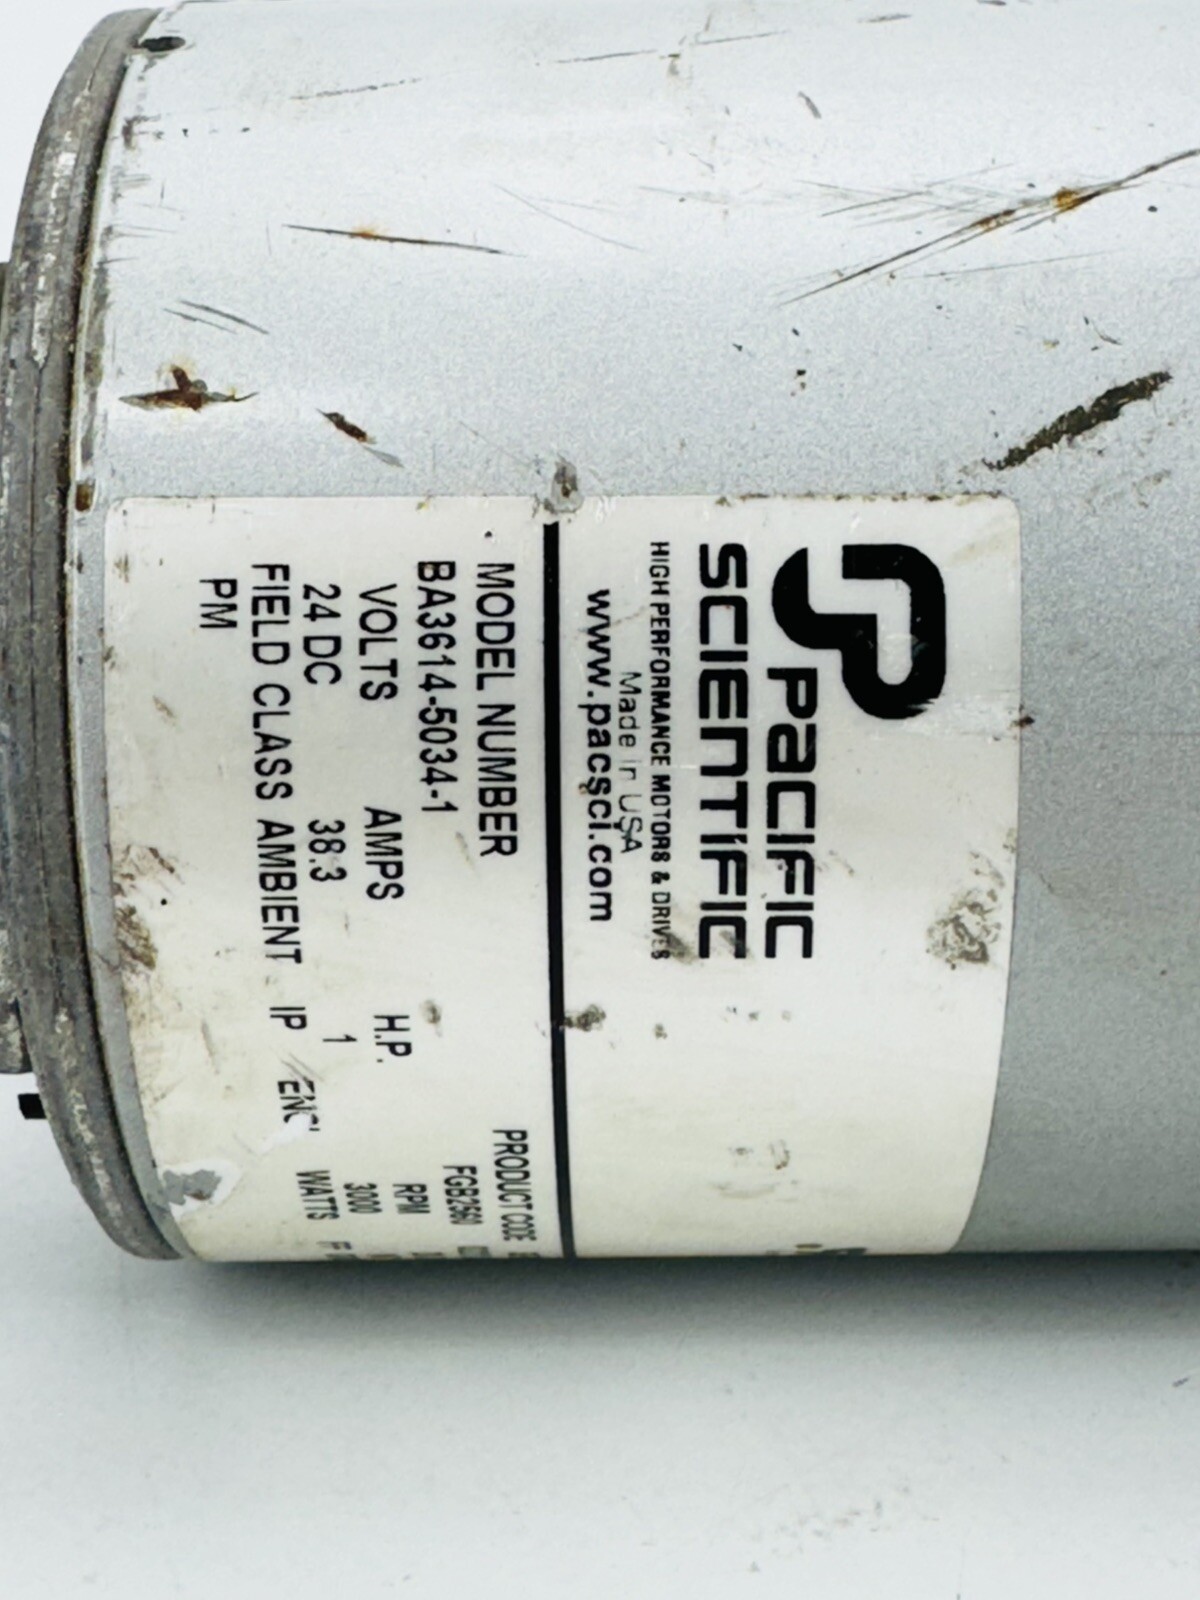 PACIFIC
SCIENTIFIC
HIGH PERFORMANCE MOTORS & DRIVES
Made in USA
www.pacsci.com
MODEL NUMBER PRODUCT CODE
BA3614-5034-1 FGB2560
VOLTS AMPS H.P. RPM
24 DC 38.3 1 3000
FIELD CLASS AMBIENT IP WATTS
PM